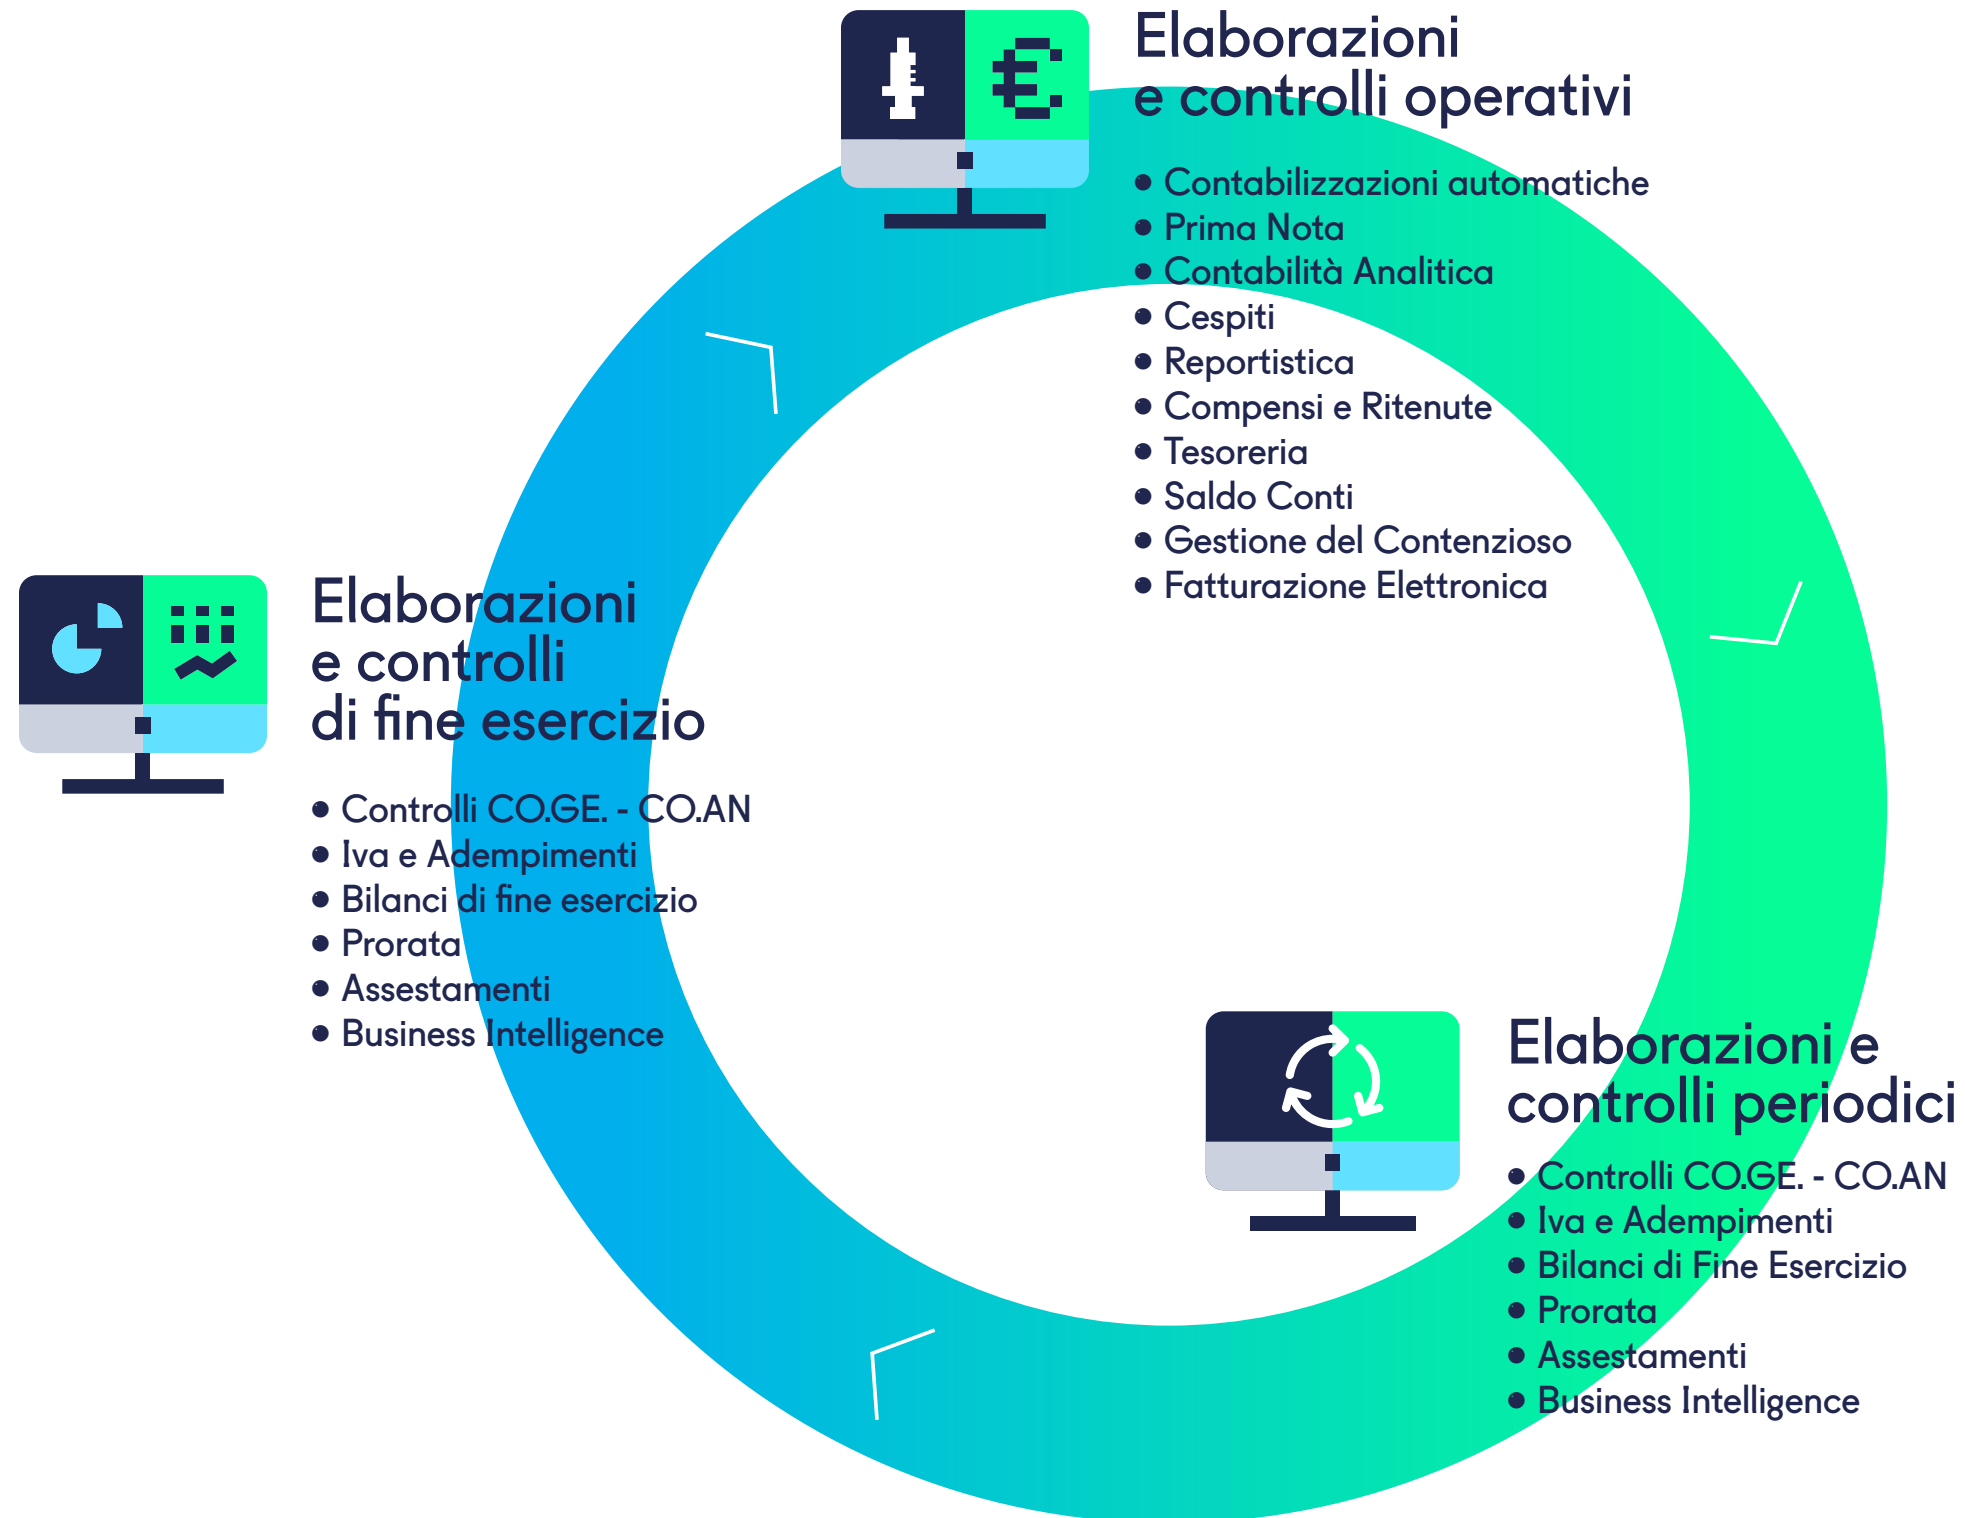 Elaborazioni
e controlli operativi
• Contabilizzazioni automatiche
• Prima Nota
• Contabilità Analitica
• Cespiti
• Reportistica
• Compensi e Ritenute
• Tesoreria
• Saldo Conti
• Gestione del Contenzioso
• Fatturazione Elettronica
Elaborazioni
e controlli
di fine esercizio
• Controlli CO.GE. - CO.AN
• Iva e Adempimenti
• Bilanci di fine esercizio
• Prorata
• Assestamenti
• Business Intelligence
Elaborazioni e
controlli periodici
• Controlli CO.GE. - CO.AN
• Iva e Adempimenti
• Bilanci di Fine Esercizio
• Prorata
• Assestamenti
• Business Intelligence